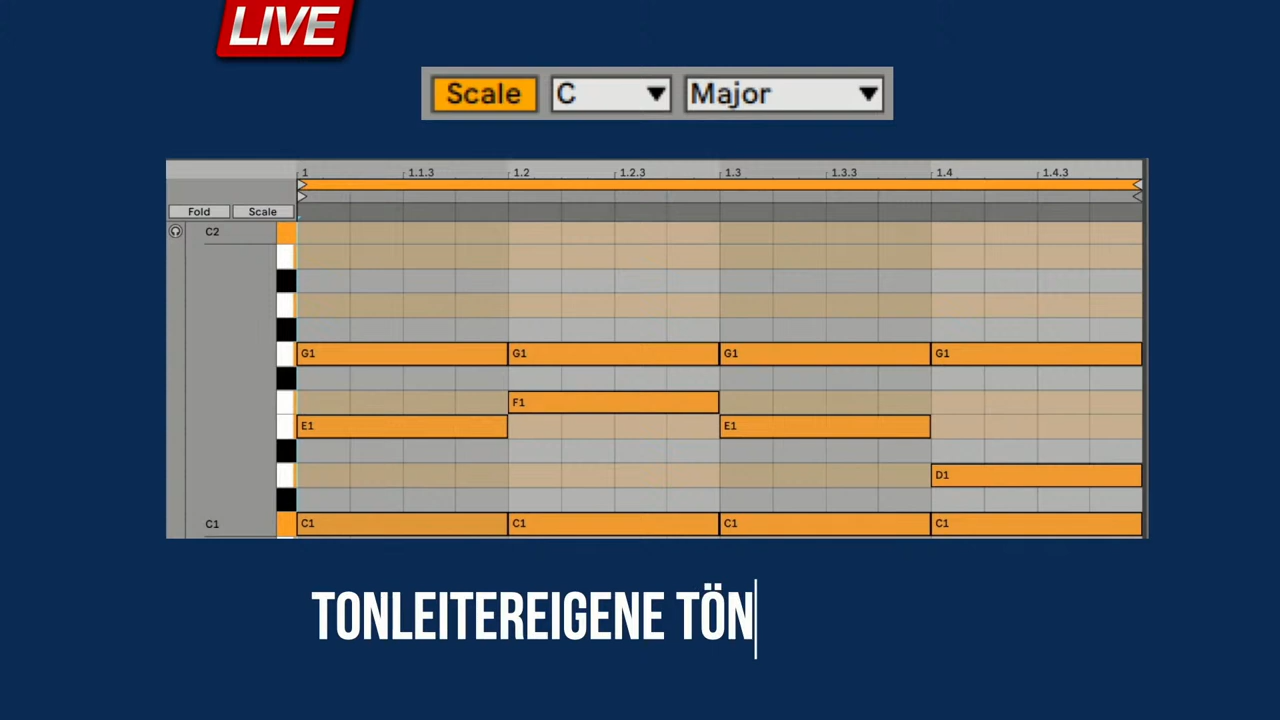 LIVE
Scale C Major
1 1.1.3 1.2 1.2.3 1.3 1.3.3 1.4 1.4.3
Fold Scale
C2
G1 G1 G1 G1
F1
E1 E1
D1
C1 C1 C1 C1 C1
TONLEITEREIGENE TÖN